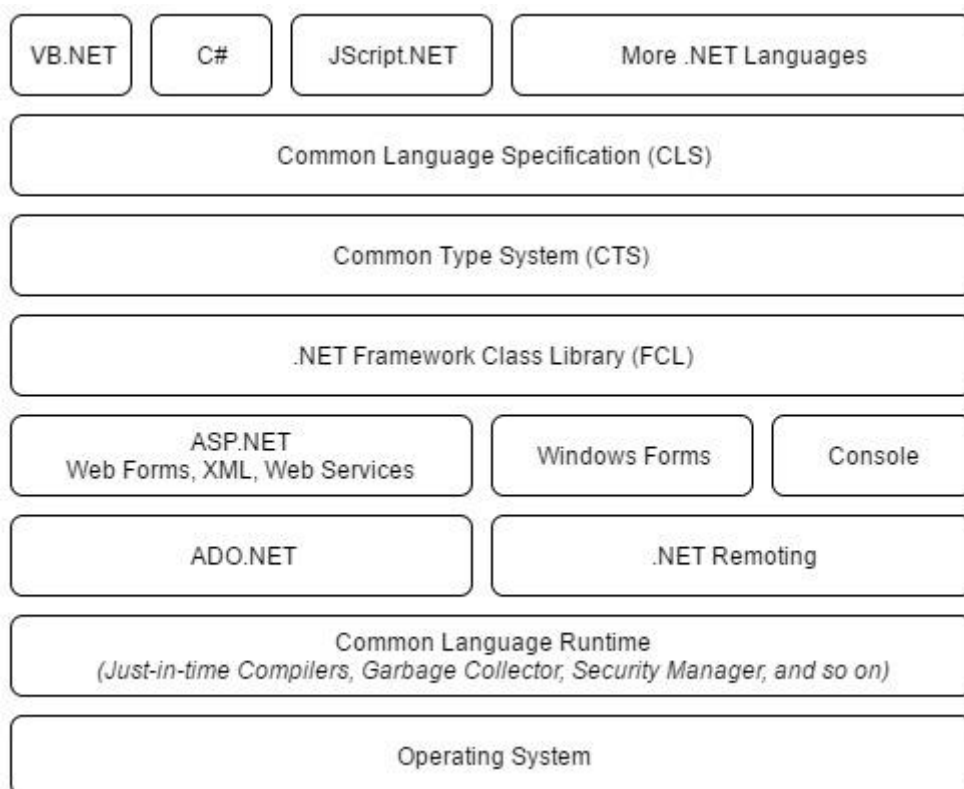 VB.NET
C#
JScript.NET
More .NET Languages
Common Language Specification (CLS)
Common Type System (CTS)
.NET Framework Class Library (FCL)
ASP.NET
Web Forms, XML, Web Services
Windows Forms
Console
ADO.NET
.NET Remoting
Common Language Runtime
(Just-in-time Compilers, Garbage Collector, Security Manager, and so on)
Operating System